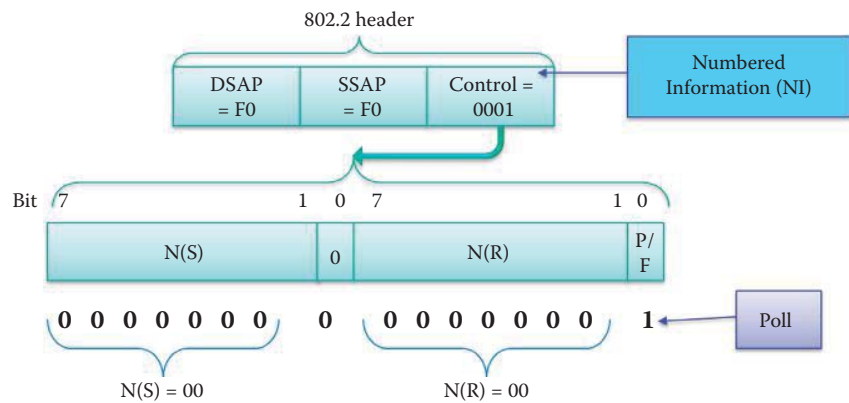 802.2 header
DSAP
= F0
SSAP
= F0
Control =
0001
Numbered
Information (NI)
Bit 7 1 0 7 1 0
N(S) 0 N(R) P/
F
0 0 0 0 0 0 0 0 0 0 0 0 0 0 0 1
Poll
N(S) = 00 N(R) = 00